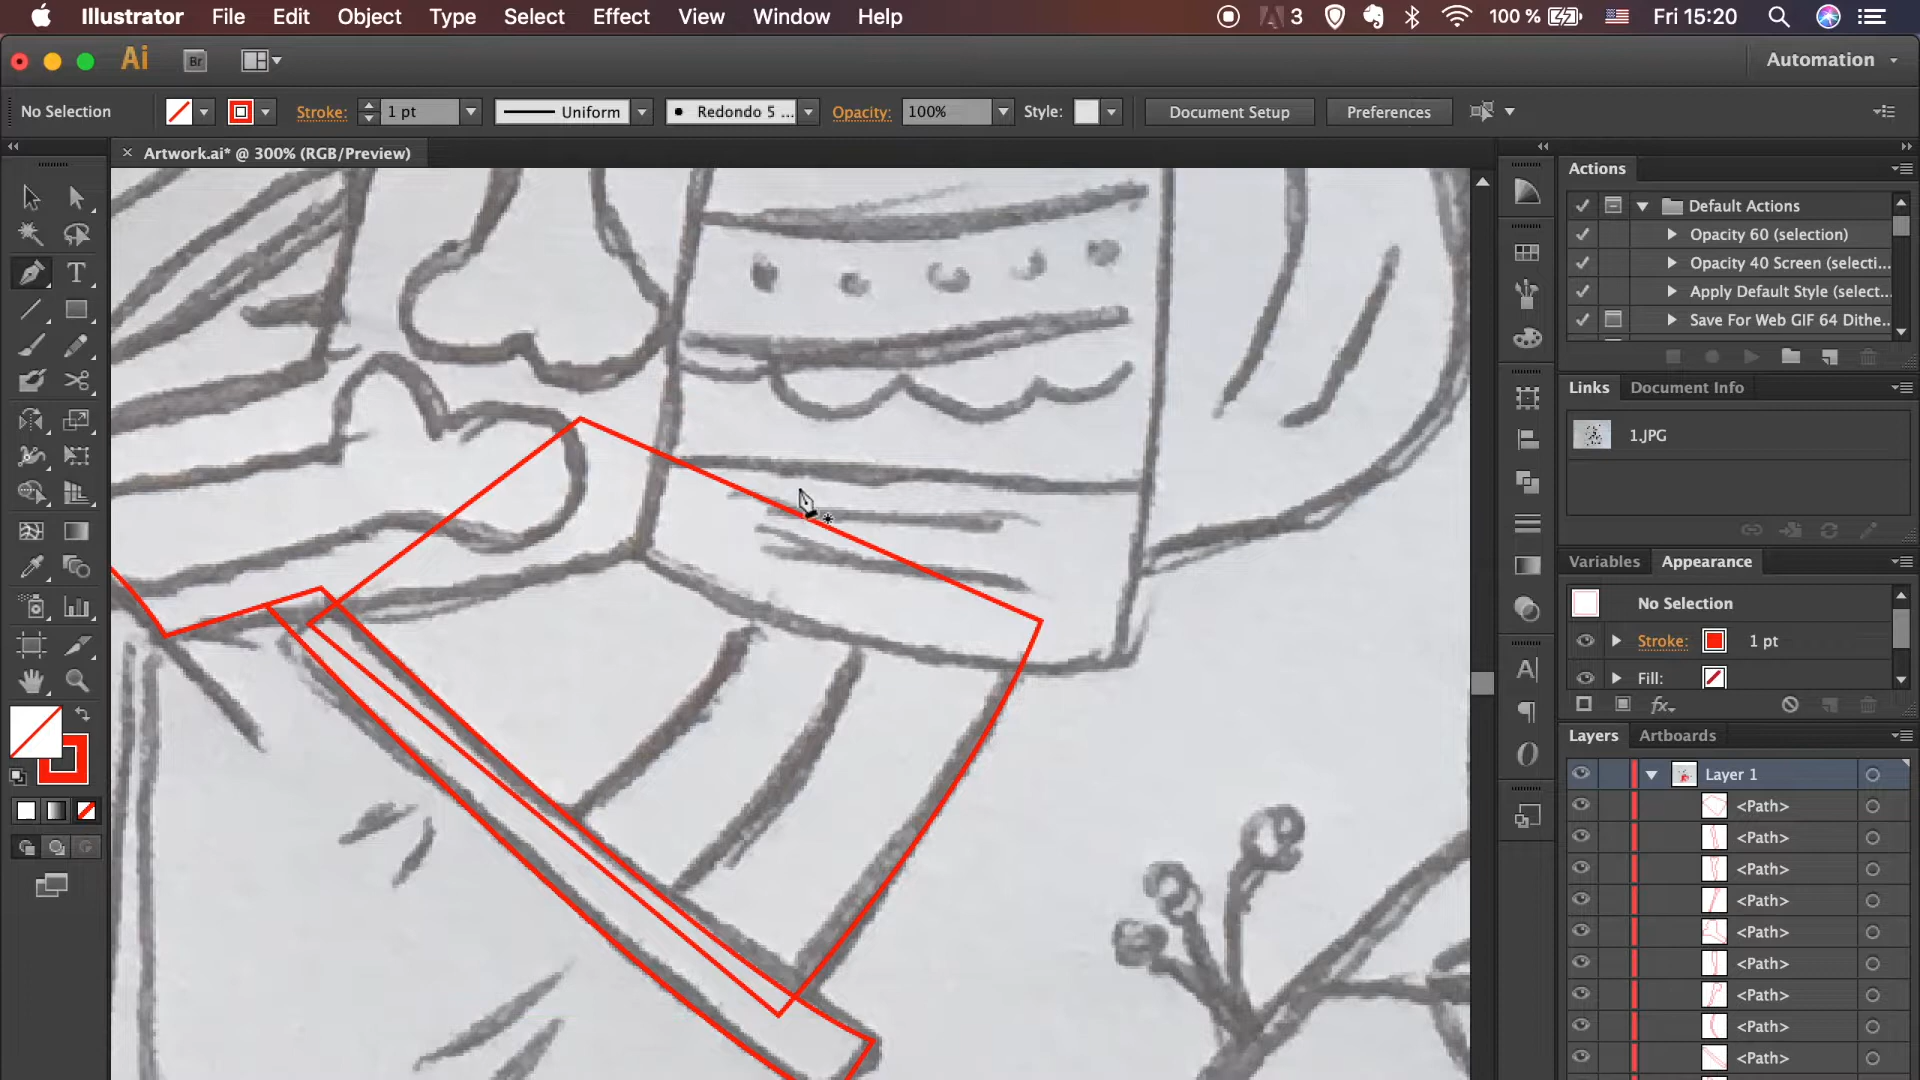 Illustrator File Edit Object Type Select Effect View Window Help 3 100 % Fri 15:20
Ai Br Automation
No Selection Stroke: 1 pt Uniform Redondo 5 ... Opacity: 100% Style: Document Setup Preferences
× Artwork.ai* @ 300% (RGB/Preview)
Actions
Default Actions
Opacity 60 (selection)
Opacity 40 Screen (selecti...
Apply Default Style (select...
Save For Web GIF 64 Dithe...
Links Document Info
1.JPG
Variables Appearance
No Selection
Stroke: 1 pt
Fill:
fx
Layers Artboards
Layer 1
<Path>
<Path>
<Path>
<Path>
<Path>
<Path>
<Path>
<Path>
<Path>